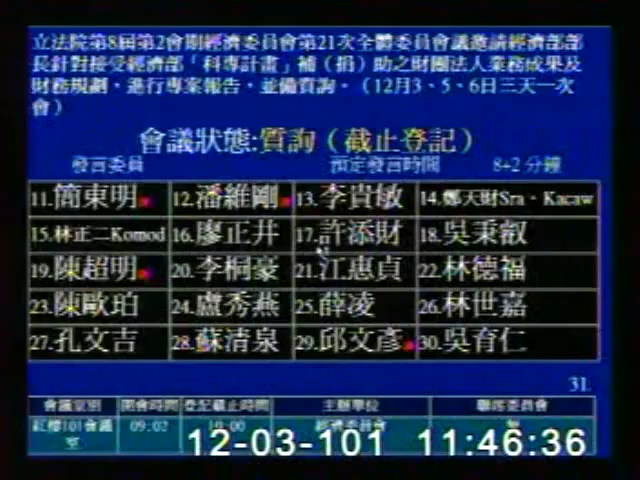 立法院第8屆第2會期經濟委員會第21次全體委員會議邀請經濟部部
長針對接受經濟部「科專計畫」補（捐）助之財團法人業務成果及
財務規劃，進行專案報告，並備質詢。（12月3、5、6日三天一次
會）
會議狀態:質詢（截止登記）
發言委員 預定發言時間 8+2 分鐘
11.簡東明 12.潘維剛 13.李貴敏 14.鄭天財Sra．Kacaw
15.林正二Komod 16.廖正井 17.許添財 18.吳秉叡
19.陳超明 20.李桐豪 21.江惠貞 22.林德福
23.陳歐珀 24.盧秀燕 25.薛凌 26.林世嘉
27.孔文吉 28.蘇清泉 29.邱文彥 30.吳育仁
31.
會議室別 開會時間 登記截止時間 主辦單位 聯席委員會
紅樓101會議 09:02 10:00 經濟委員會 無
室
12-03-101 11:46:36